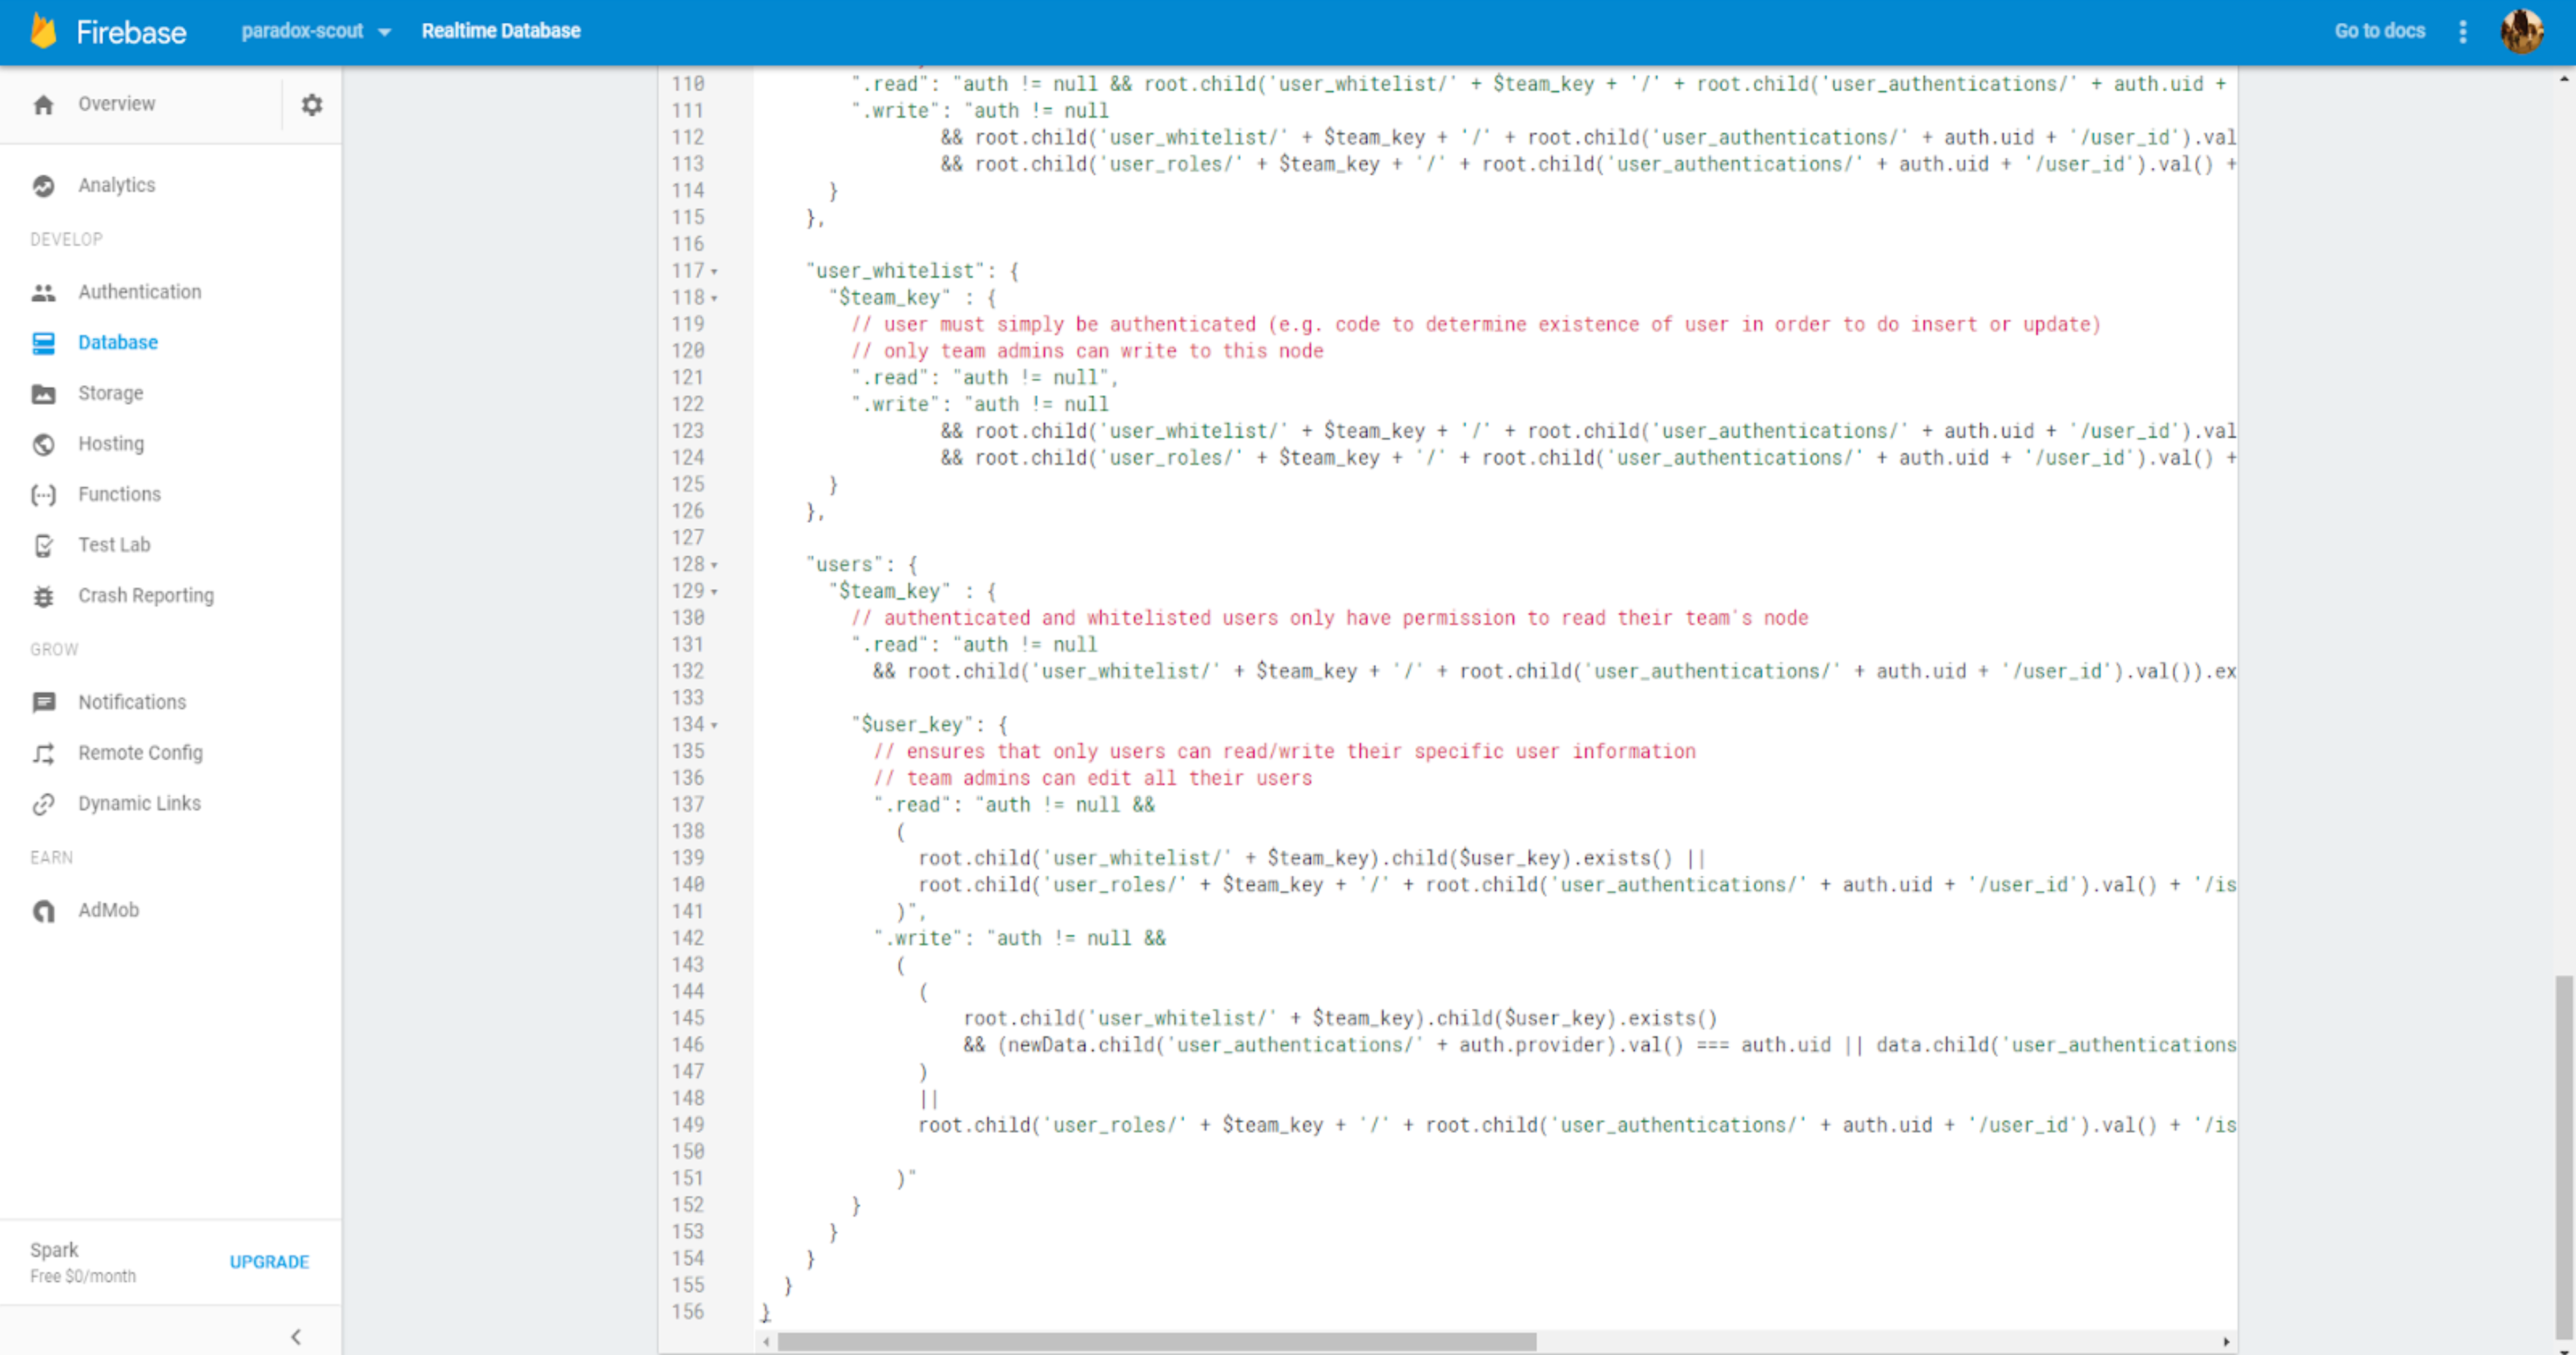 Firebase
paradox-scout
Realtime Database
Go to docs
Overview
Analytics
DEVELOP
Authentication
Database
Storage
Hosting
Functions
Test Lab
Crash Reporting
GROW
Notifications
Remote Config
Dynamic Links
EARN
AdMob
Spark
Free $0/month
UPGRADE
110 ".read": "auth != null && root.child('user_whitelist/' + $team_key + '/' + root.child('user_authentications/' + auth.uid +
111 ".write": "auth != null
112 && root.child('user_whitelist/' + $team_key + '/' + root.child('user_authentications/' + auth.uid + '/user_id').val
113 && root.child('user_roles/' + $team_key + '/' + root.child('user_authentications/' + auth.uid + '/user_id').val() +
114 }
115 },
116
117 "user_whitelist": {
118 "$team_key" : {
119 // user must simply be authenticated (e.g. code to determine existence of user in order to do insert or update)
120 // only team admins can write to this node
121 ".read": "auth != null",
122 ".write": "auth != null
123 && root.child('user_whitelist/' + $team_key + '/' + root.child('user_authentications/' + auth.uid + '/user_id').val
124 && root.child('user_roles/' + $team_key + '/' + root.child('user_authentications/' + auth.uid + '/user_id').val() +
125 }
126 },
127
128 "users": {
129 "$team_key" : {
130 // authenticated and whitelisted users only have permission to read their team's node
131 ".read": "auth != null
132 && root.child('user_whitelist/' + $team_key + '/' + root.child('user_authentications/' + auth.uid + '/user_id').val()).ex
133
134 "$user_key": {
135 // ensures that only users can read/write their specific user information
136 // team admins can edit all their users
137 ".read": "auth != null &&
138 (
139 root.child('user_whitelist/' + $team_key).child($user_key).exists() ||
140 root.child('user_roles/' + $team_key + '/' + root.child('user_authentications/' + auth.uid + '/user_id').val() + '/is
141 )",
142 ".write": "auth != null &&
143 (
144 (
145 root.child('user_whitelist/' + $team_key).child($user_key).exists()
146 && (newData.child('user_authentications/' + auth.provider).val() === auth.uid || data.child('user_authentications
147 )
148 ||
149 root.child('user_roles/' + $team_key + '/' + root.child('user_authentications/' + auth.uid + '/user_id').val() + '/is
150
151 )"
152 }
153 }
154 }
155 }
156 }